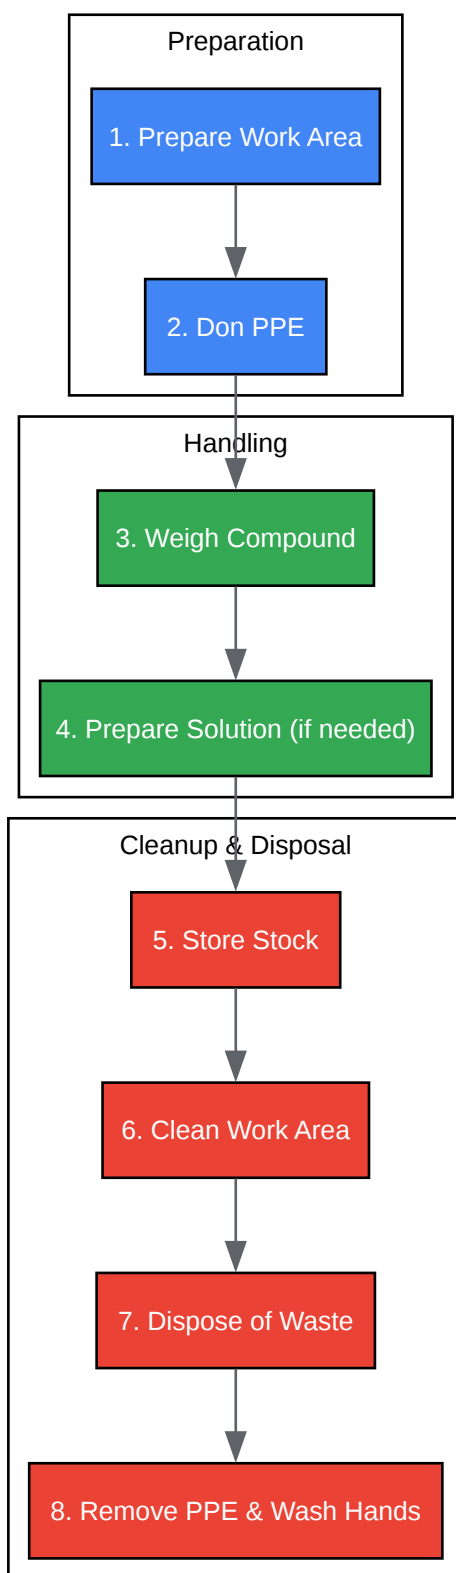 Preparation
1. Prepare Work Area
2. Don PPE
Handling
3. Weigh Compound
4. Prepare Solution (if needed)
Cleanup & Disposal
5. Store Stock
6. Clean Work Area
7. Dispose of Waste
8. Remove PPE & Wash Hands